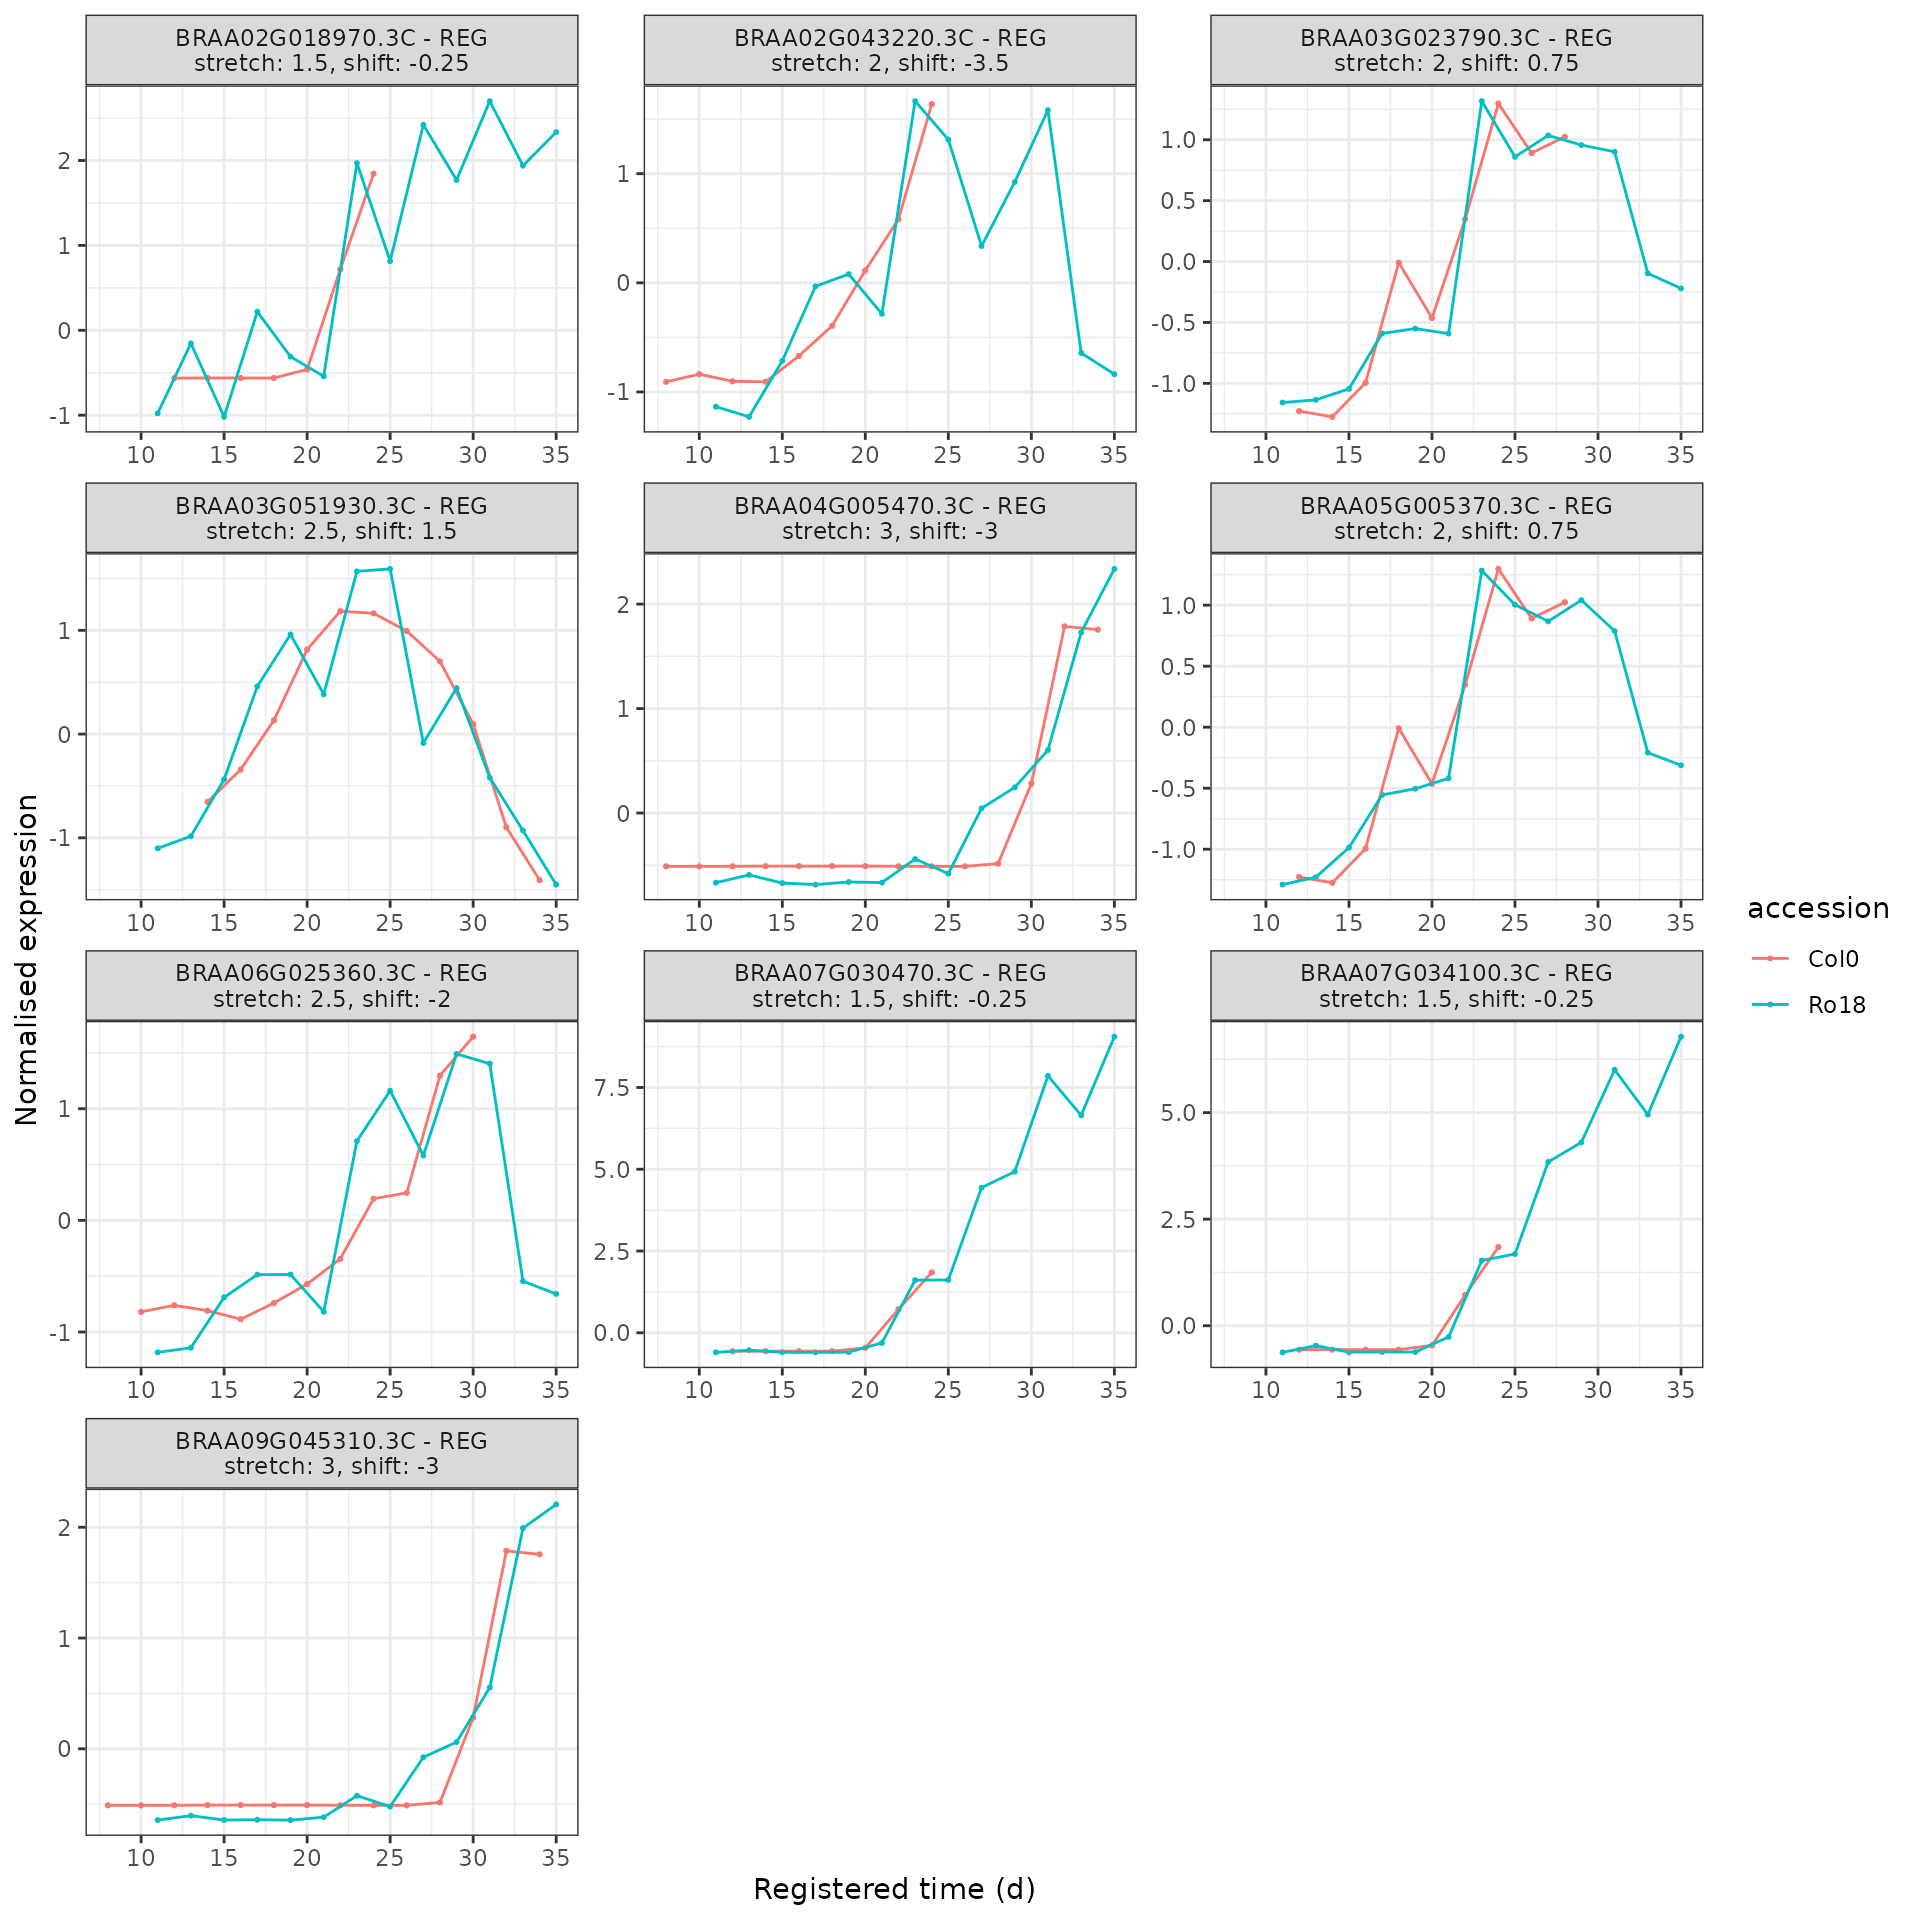 BRAA02G018970.3C - REG
stretch: 1.5, shift: -0.25
BRAA02G043220.3C - REG
stretch: 2, shift: -3.5
BRAA03G023790.3C - REG
stretch: 2, shift: 0.75
2
1
0
-1
10 15 20 25 30 35
1
0
-1
10 15 20 25 30 35
1.0
0.5
0.0
-0.5
-1.0
10 15 20 25 30 35
BRAA03G051930.3C - REG
stretch: 2.5, shift: 1.5
BRAA04G005470.3C - REG
stretch: 3, shift: -3
BRAA05G005370.3C - REG
stretch: 2, shift: 0.75
1
0
-1
10 15 20 25 30 35
2
1
0
10 15 20 25 30 35
1.0
0.5
0.0
-0.5
-1.0
10 15 20 25 30 35
BRAA06G025360.3C - REG
stretch: 2.5, shift: -2
BRAA07G030470.3C - REG
stretch: 1.5, shift: -0.25
BRAA07G034100.3C - REG
stretch: 1.5, shift: -0.25
1
0
-1
10 15 20 25 30 35
7.5
5.0
2.5
0.0
10 15 20 25 30 35
5.0
2.5
0.0
10 15 20 25 30 35
BRAA09G045310.3C - REG
stretch: 3, shift: -3
2
1
0
10 15 20 25 30 35
Normalised expression
Registered time (d)
accession
Col0
Ro18